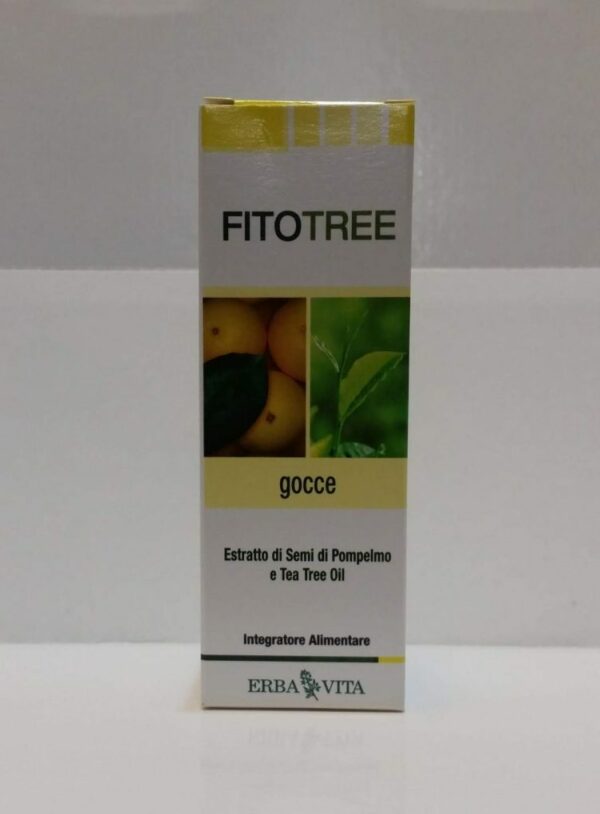 FITOTREE
gocce
Estratto di Semi di Pompelmo
e Tea Tree Oil
Integratore Alimentare
ERBA VITA